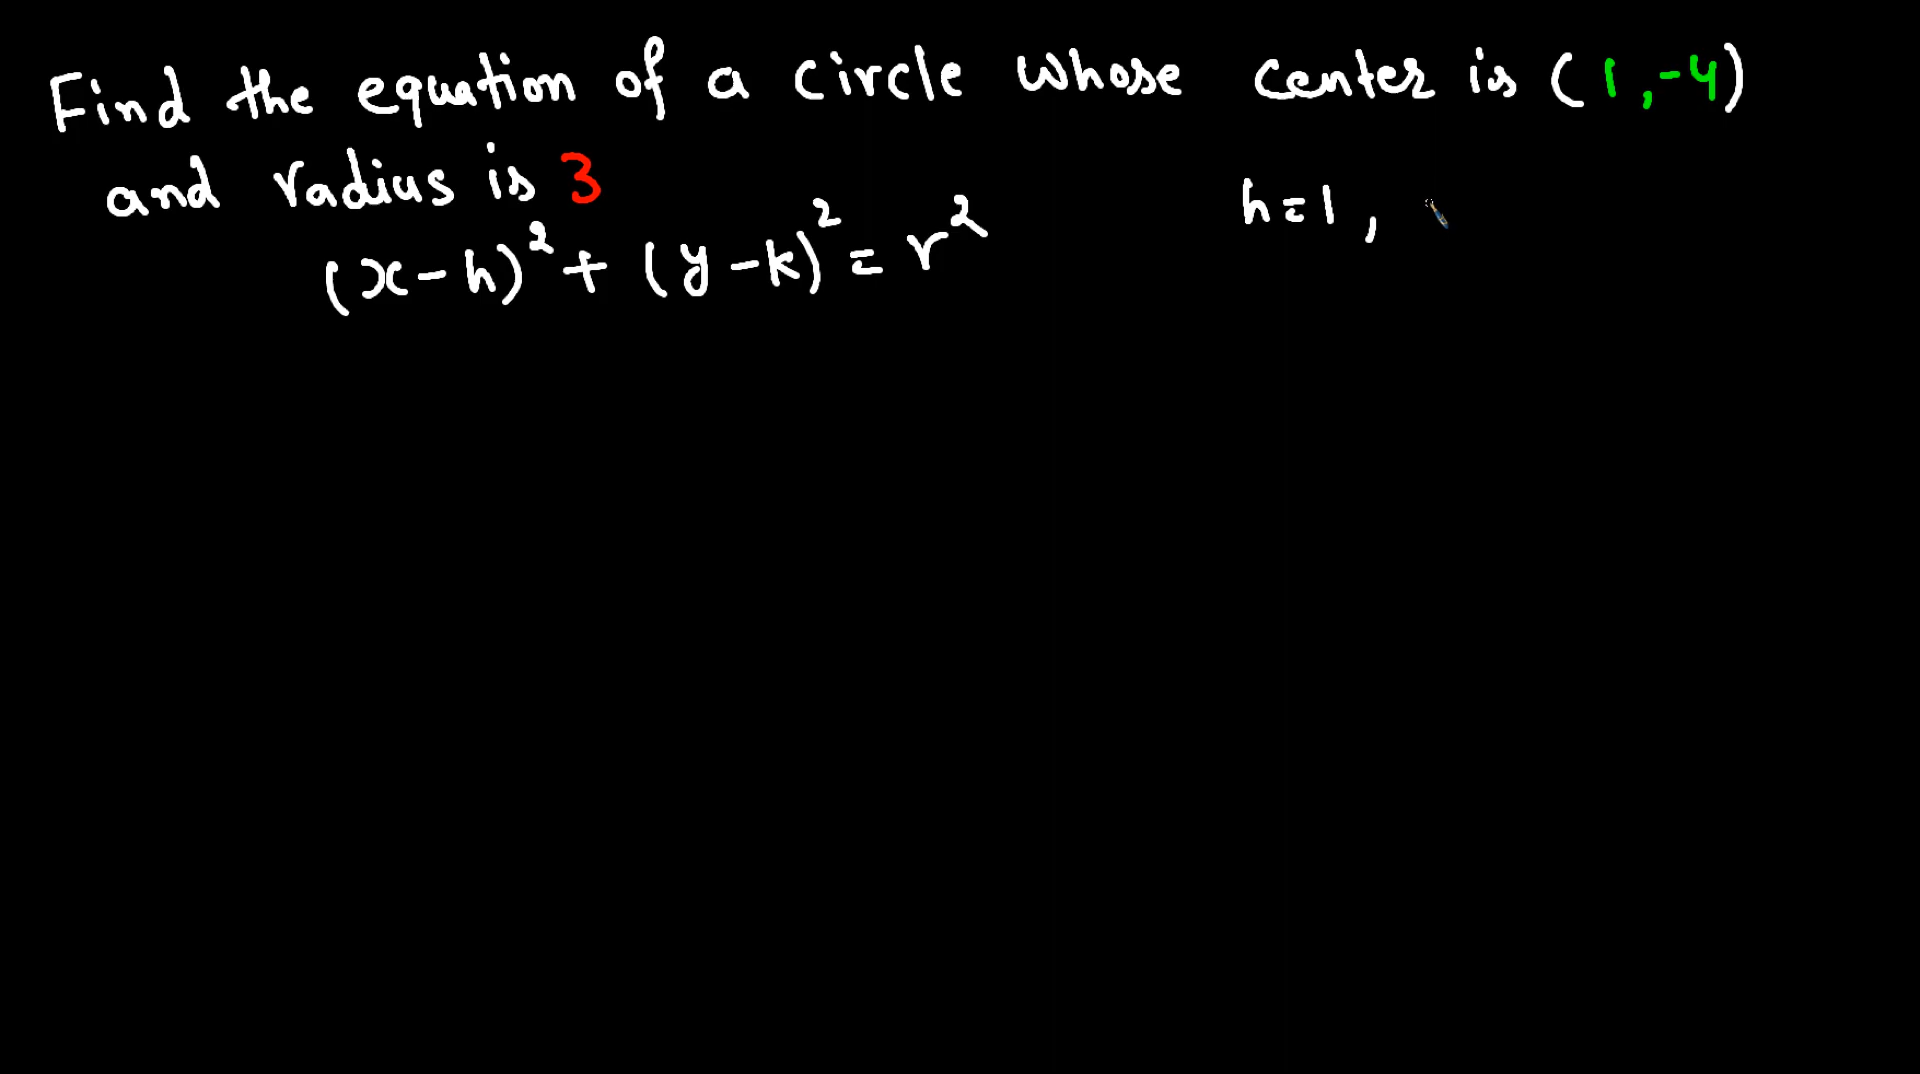 Find the equation of a circle whose center is (1,-4)
and radius is 3
h=1,
(x-h)²+(y-k)²=r²